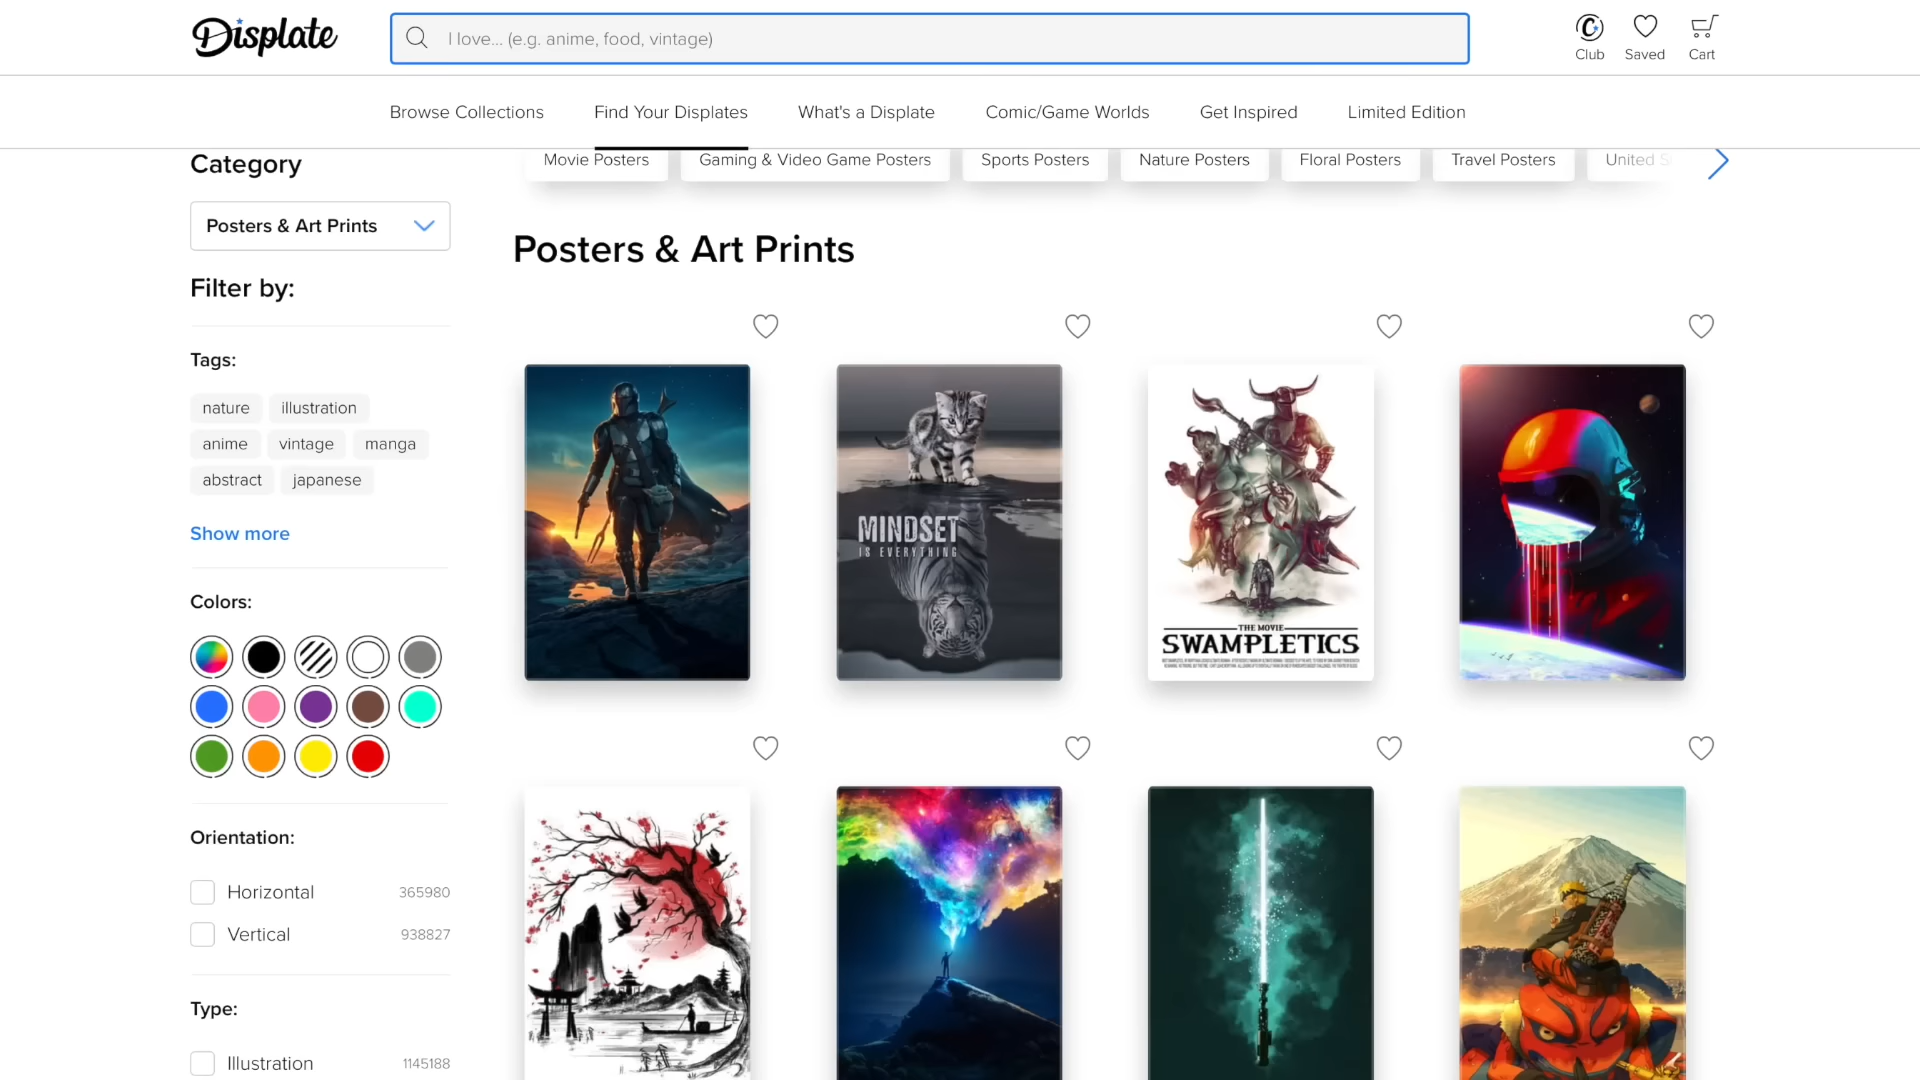 Displate
I love... (e.g. anime, food, vintage)
Club
Saved
Cart
Browse Collections
Find Your Displates
What's a Displate
Comic/Game Worlds
Get Inspired
Limited Edition
Category
Movie Posters
Gaming & Video Game Posters
Sports Posters
Nature Posters
Floral Posters
Travel Posters
United S
Posters & Art Prints
Posters & Art Prints
Filter by:
Tags:
nature
illustration
anime
vintage
manga
abstract
japanese
Show more
MINDSET
IS EVERYTHING
THE MOVIE
SWAMPLETICS
Colors:
Orientation:
Horizontal
365980
Vertical
938827
Type:
Illustration
1145188